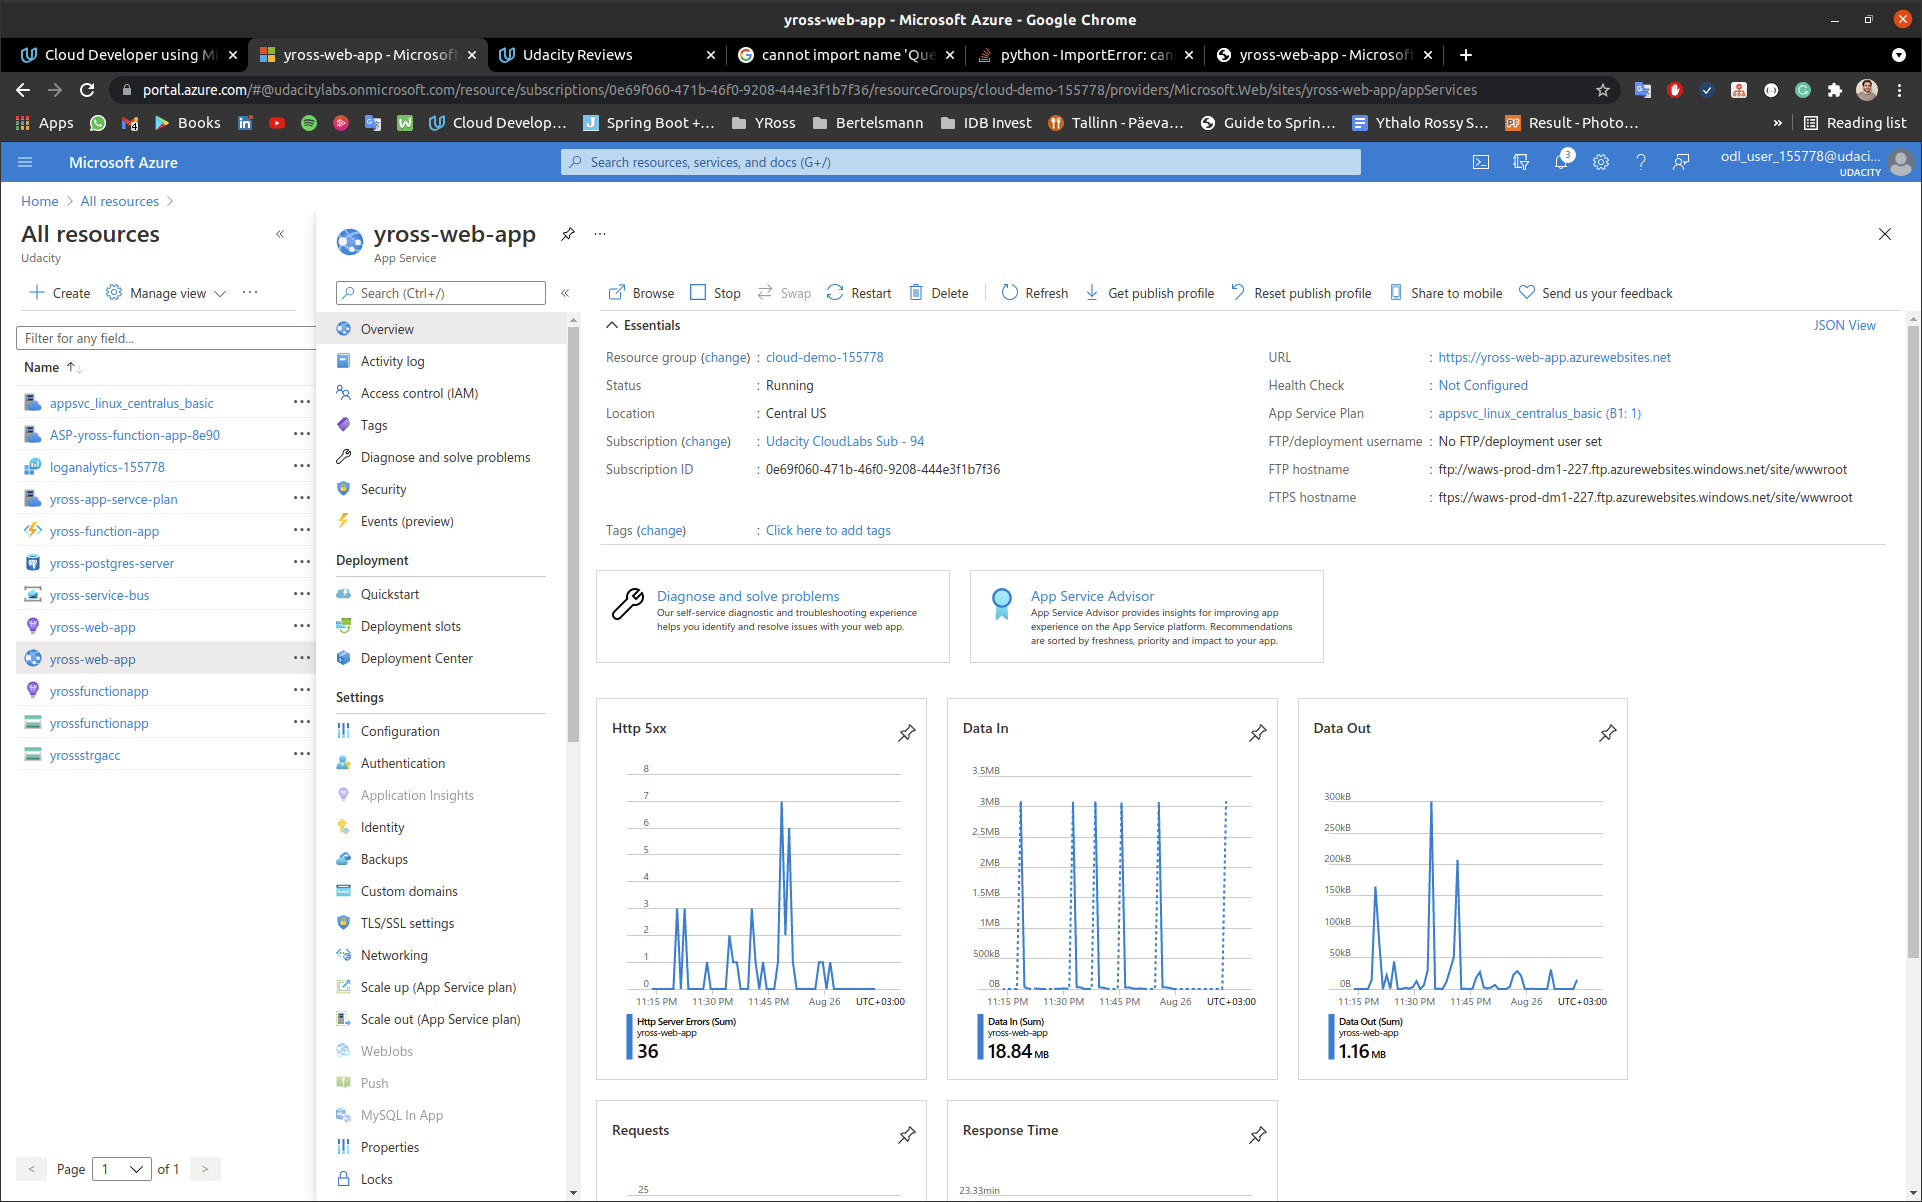 yross-web-app - Microsoft Azure - Google Chrome
Cloud Developer using Mi
yross-web-app - Microsoft
Udacity Reviews
cannot import name 'Que
python - ImportError: can
yross-web-app - Microsoft
portal.azure.com/#@udacitylabs.onmicrosoft.com/resource/subscriptions/0e69f060-471b-46f0-9208-444e3f1b7f36/resourceGroups/cloud-demo-155778/providers/Microsoft.Web/sites/yross-web-app/appServices
Apps
4
Books
Cloud Develop...
Spring Boot +...
YRoss
Bertelsmann
IDB Invest
Tallinn - Päeva...
Guide to Sprin...
Ythalo Rossy S...
Result - Photo...
»
Reading list
Microsoft Azure
Search resources, services, and docs (G+/)
3
odl_user_155778@udaci...
UDACITY
Home > All resources >
All resources
Udacity
+ Create
Manage view
...
Filter for any field...
Name ↑↓
appsvc_linux_centralus_basic
ASP-yross-function-app-8e90
loganalytics-155778
yross-app-servce-plan
yross-function-app
yross-postgres-server
yross-service-bus
yross-web-app
yross-web-app
yrossfunctionapp
yrossfunctionapp
yrossstrgacc
< Page 1 of 1 >
yross-web-app
App Service
Search (Ctrl+/)
Overview
Activity log
Access control (IAM)
Tags
Diagnose and solve problems
Security
Events (preview)
Deployment
Quickstart
Deployment slots
Deployment Center
Settings
Configuration
Authentication
Application Insights
Identity
Backups
Custom domains
TLS/SSL settings
Networking
Scale up (App Service plan)
Scale out (App Service plan)
WebJobs
Push
MySQL In App
Properties
Locks
Browse
Stop
Swap
Restart
Delete
Refresh
Get publish profile
Reset publish profile
Share to mobile
Send us your feedback
Essentials
JSON View
Resource group (change) : cloud-demo-155778
Status : Running
Location : Central US
Subscription (change) : Udacity CloudLabs Sub - 94
Subscription ID : 0e69f060-471b-46f0-9208-444e3f1b7f36
Tags (change) : Click here to add tags
URL : https://yross-web-app.azurewebsites.net
Health Check : Not Configured
App Service Plan : appsvc_linux_centralus_basic (B1: 1)
FTP/deployment username : No FTP/deployment user set
FTP hostname : ftp://waws-prod-dm1-227.ftp.azurewebsites.windows.net/site/wwwroot
FTPS hostname : ftps://waws-prod-dm1-227.ftp.azurewebsites.windows.net/site/wwwroot
Diagnose and solve problems
Our self-service diagnostic and troubleshooting experience
helps you identify and resolve issues with your web app.
App Service Advisor
App Service Advisor provides insights for improving app
experience on the App Service platform. Recommendations
are sorted by freshness, priority and impact to your app.
Http 5xx
8
7
6
5
4
3
2
1
0
11:15 PM 11:30 PM 11:45 PM Aug 26 UTC+03:00
Http Server Errors (Sum)
yross-web-app
36
Data In
3.5MB
3MB
2.5MB
2MB
1.5MB
1MB
500kB
0B
11:15 PM 11:30 PM 11:45 PM Aug 26 UTC+03:00
Data In (Sum)
yross-web-app
18.84 MB
Data Out
300kB
250kB
200kB
150kB
100kB
50kB
0B
11:15 PM 11:30 PM 11:45 PM Aug 26 UTC+03:00
Data Out (Sum)
yross-web-app
1.16 MB
Requests
25
Response Time
23.33min